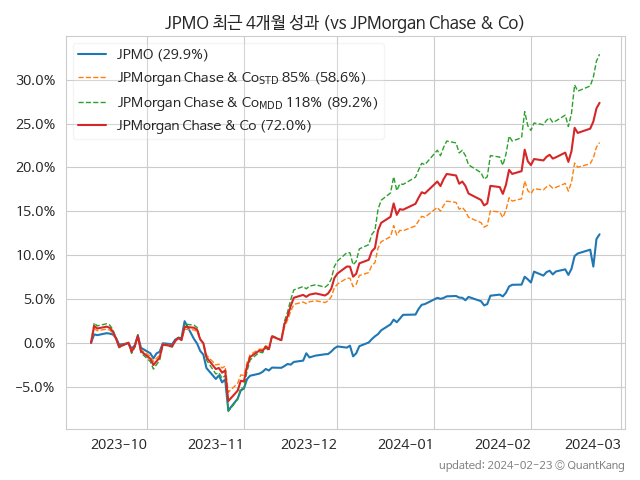 JPMO 최근 4개월 성과 (vs JPMorgan Chase & Co)
JPMO (29.9%)
JPMorgan Chase & CoSTD 85% (58.6%)
JPMorgan Chase & CoMDD 118% (89.2%)
JPMorgan Chase & Co (72.0%)
30.0%
25.0%
20.0%
15.0%
10.0%
5.0%
0.0%
−5.0%
2023-10
2023-11
2023-12
2024-01
2024-02
2024-03
updated: 2024-02-23 © QuantKang